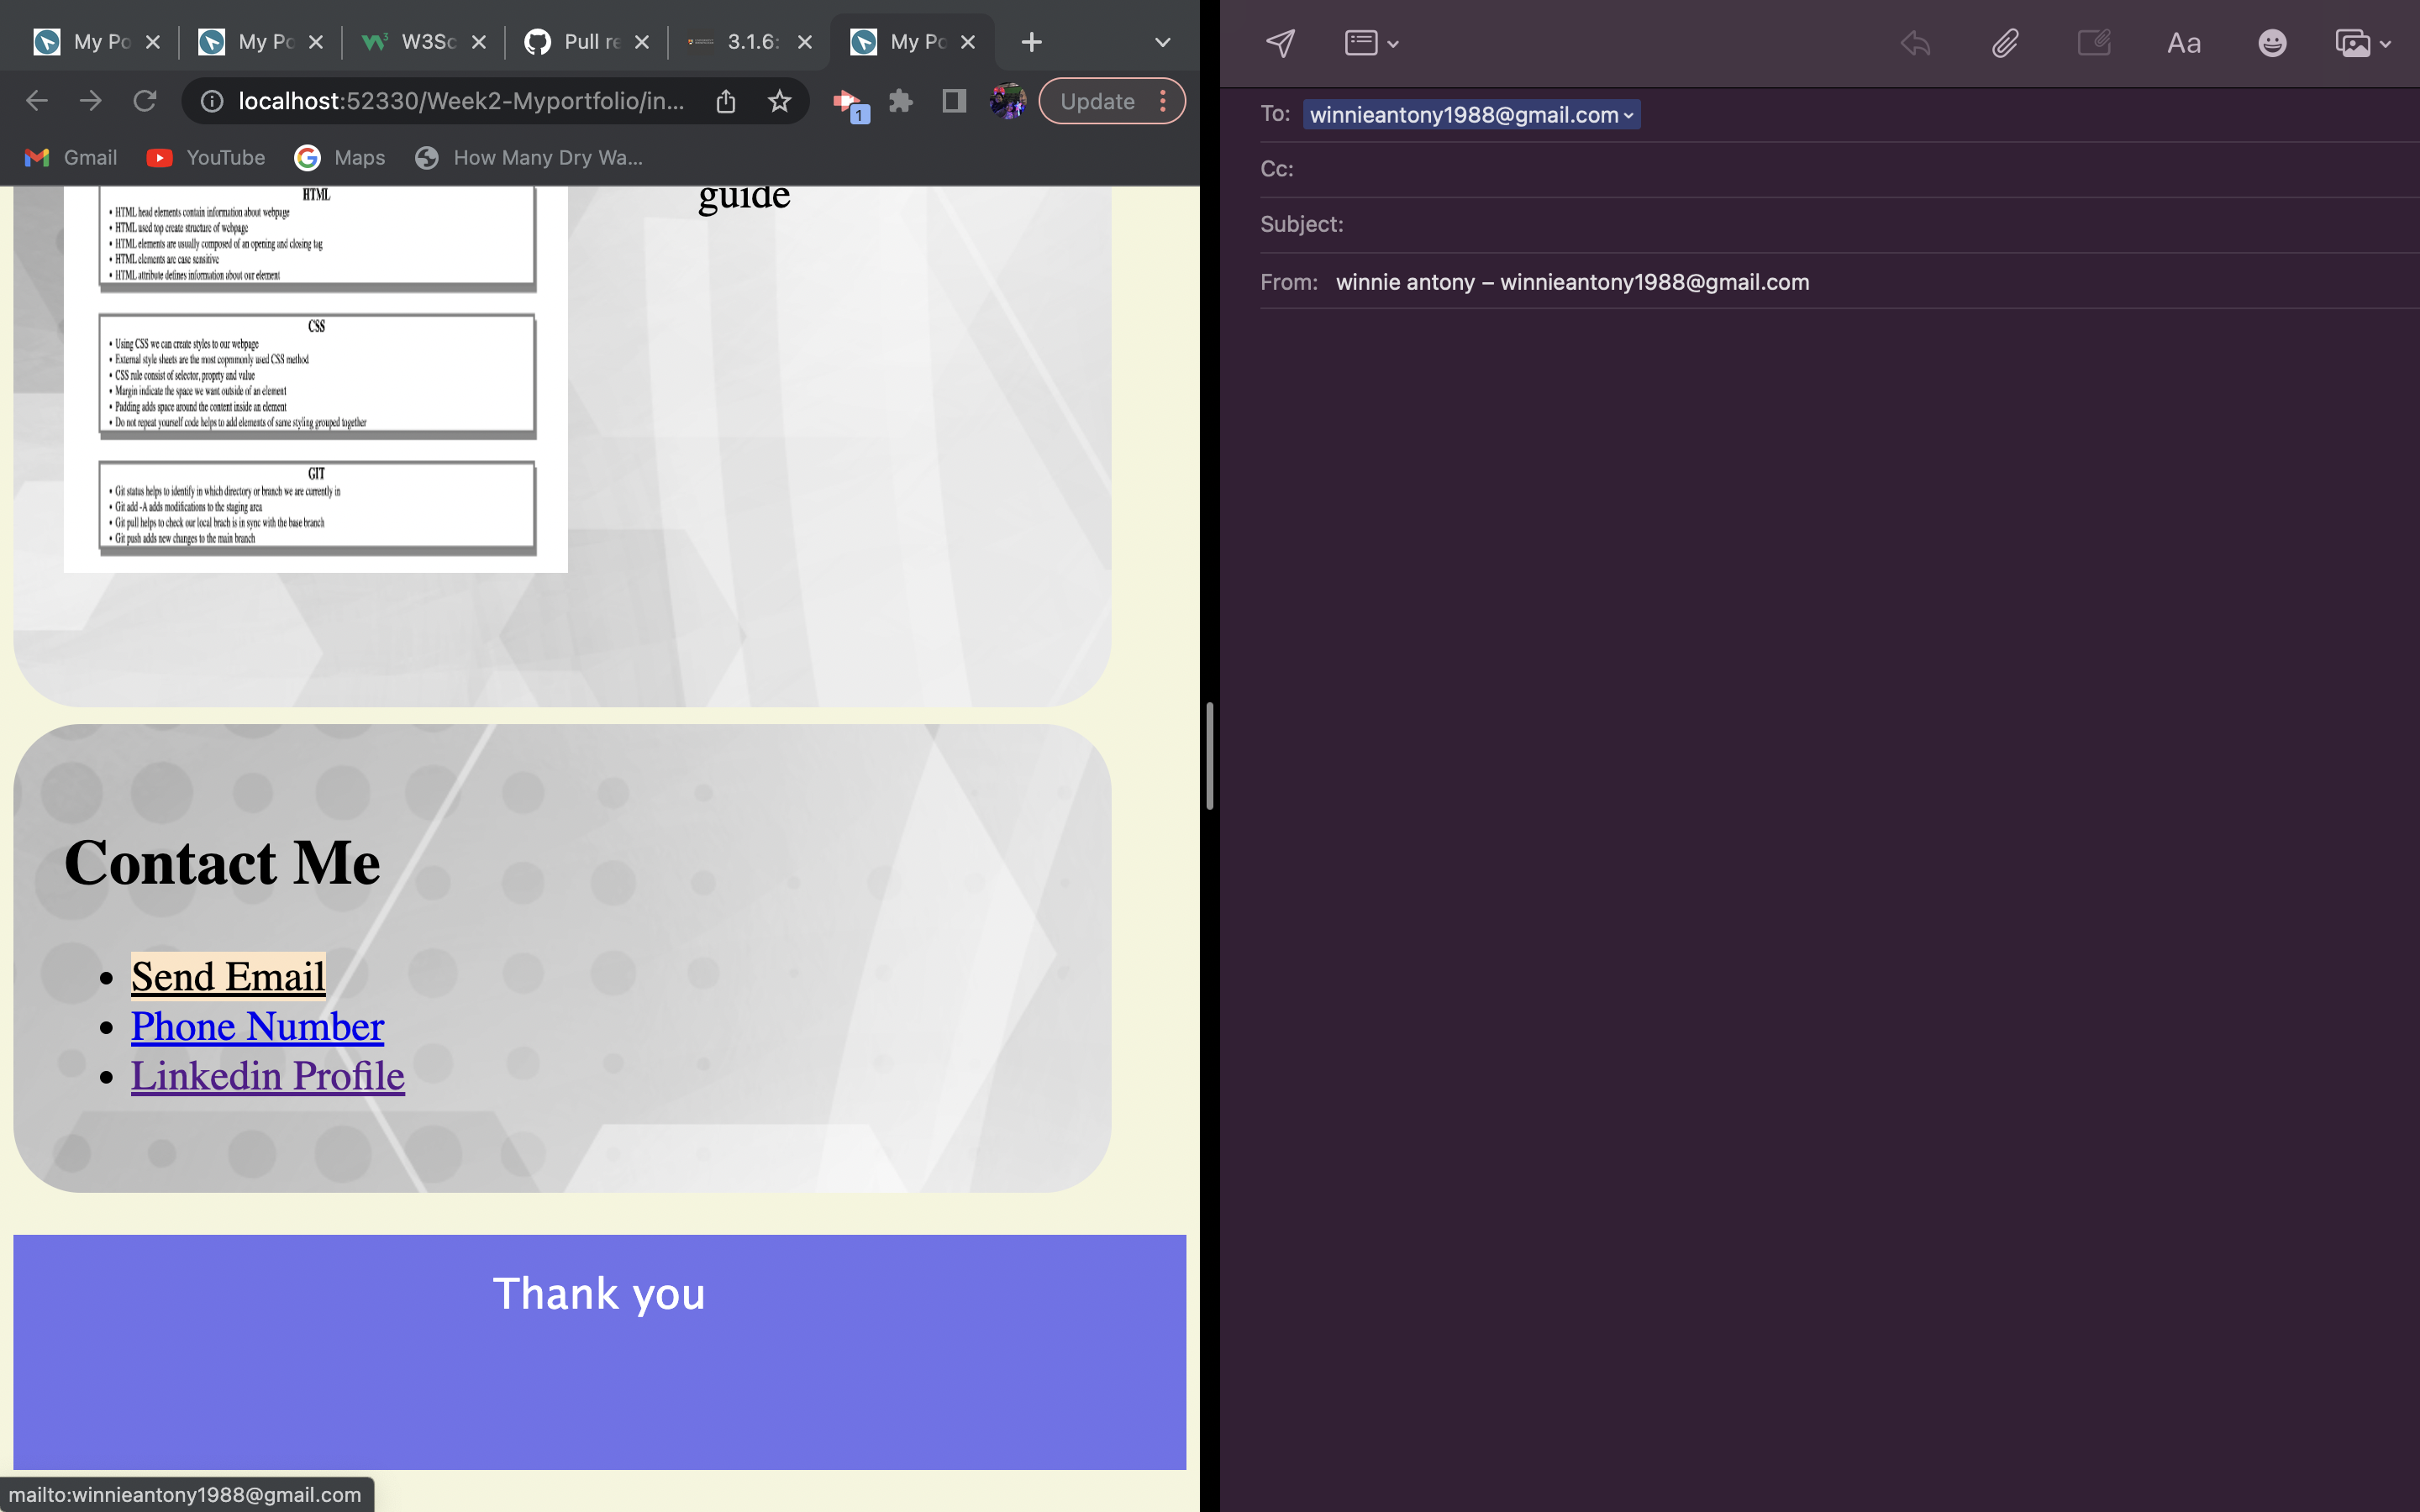 My Po
My Po
W3Sc
Pull re
3.1.6:
My Po
localhost:52330/Week2-Myportfolio/in...
1
Update
Gmail
YouTube
Maps
How Many Dry Wa...
guide
HTML
• HTML head elements contain information about webpage
• HTML used top create structure of webpage
• HTML elements are usually composed of an opening and closing tag
• HTML elements are case sensitive
• HTML attribute defines information about our element
CSS
• Using CSS we can create styles to our webpage
• External style sheets are the most copmmonly used CSS method
• CSS rule consist of selector, proprty and value
• Margin indicate the space we want outside of an element
• Padding adds space around the content inside an element
• Do not repeat yourself code helps to add elements of same styling grouped together
GIT
• Git status helps to identify in which directory or branch we are currently in
• Git add -A adds modifications to the staging area
• Git pull helps to check our local brach is in sync with the base branch
• Git push adds new changes to the main branch
Contact Me
• Send Email
• Phone Number
• Linkedin Profile
Thank you
mailto:winnieantony1988@gmail.com
Aa
To: winnieantony1988@gmail.com
Cc:
Subject:
From: winnie antony – winnieantony1988@gmail.com